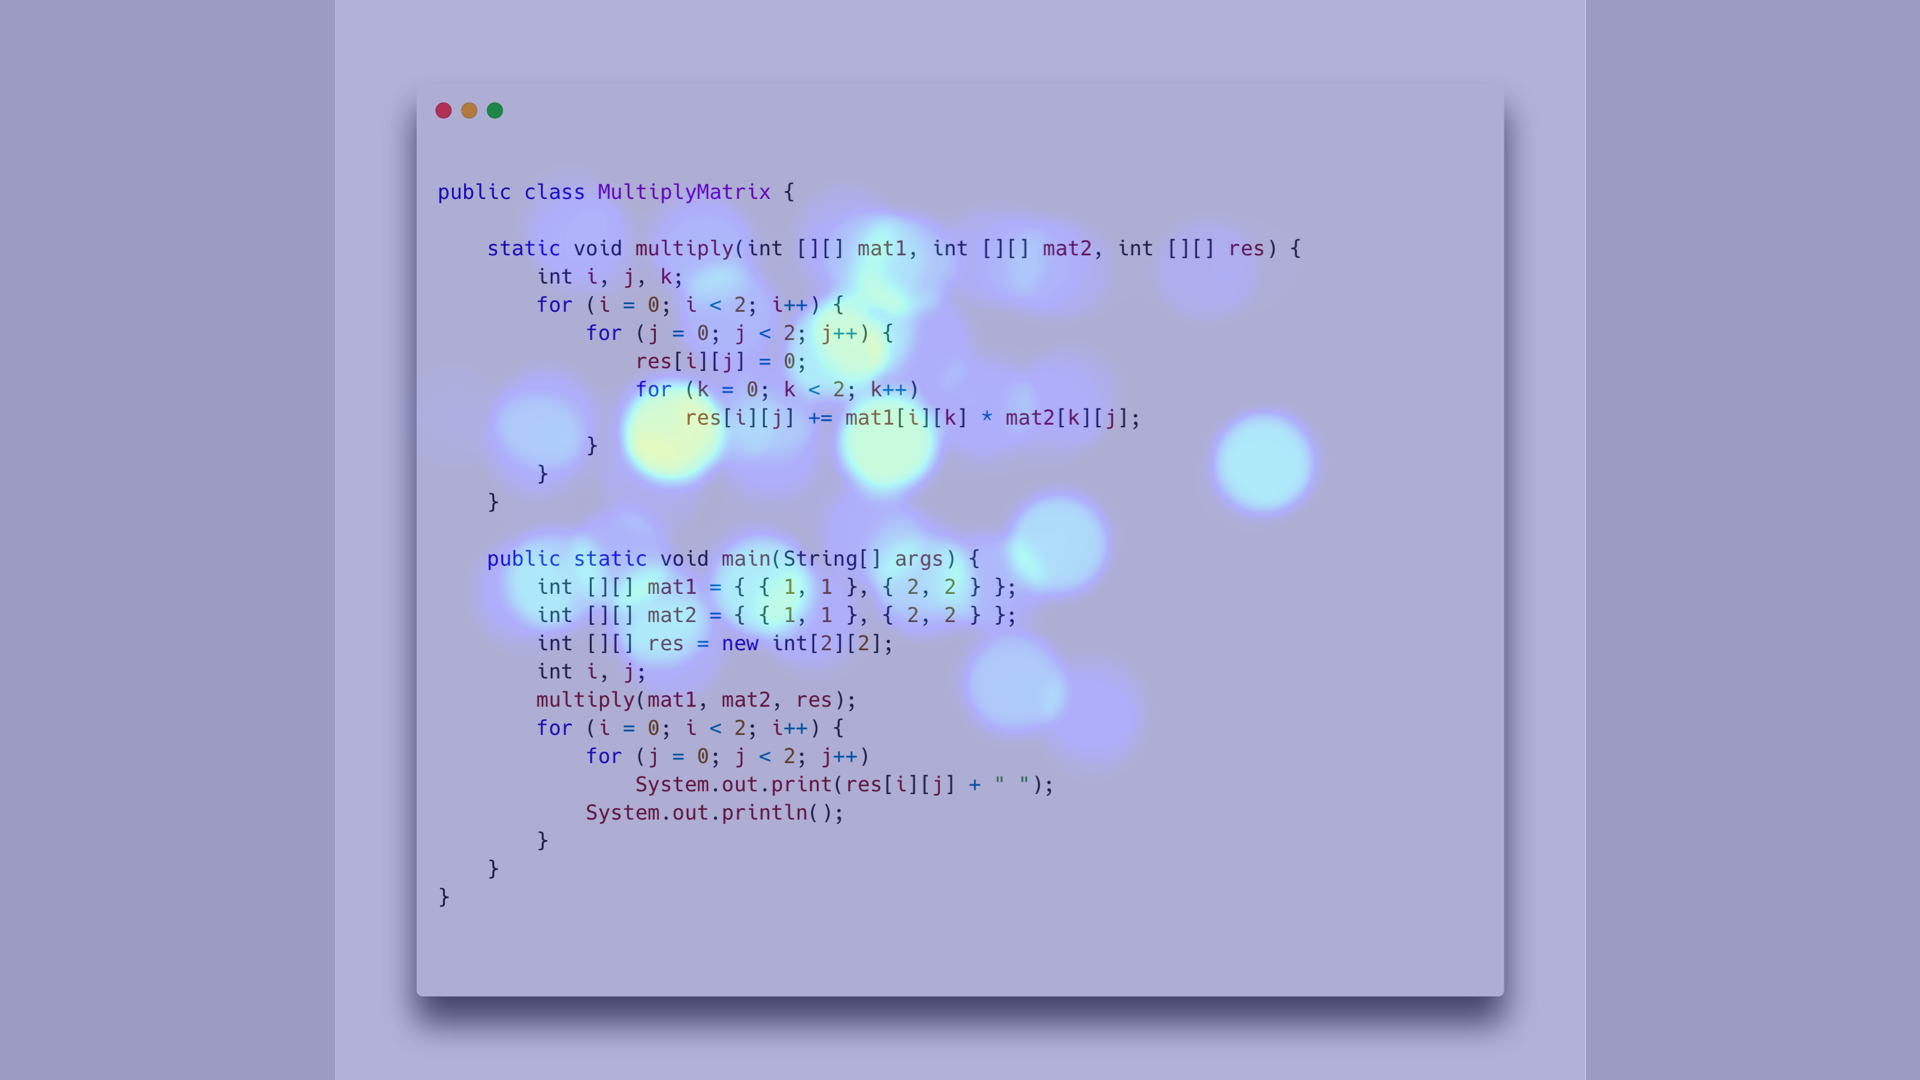 public class MultiplyMatrix {
static void multiply(int [][] mat1, int [][] mat2, int [][] res) {
int i, j, k;
for (i = 0; i < 2; i++) {
for (j = 0; j < 2; j++) {
res[i][j] = 0;
for (k = 0; k < 2; k++)
res[i][j] += mat1[i][k] * mat2[k][j];
}
}
}
public static void main(String[] args) {
int [][] mat1 = { { 1, 1 }, { 2, 2 } };
int [][] mat2 = { { 1, 1 }, { 2, 2 } };
int [][] res = new int[2][2];
int i, j;
multiply(mat1, mat2, res);
for (i = 0; i < 2; i++) {
for (j = 0; j < 2; j++)
System.out.print(res[i][j] + " ");
System.out.println();
}
}
}